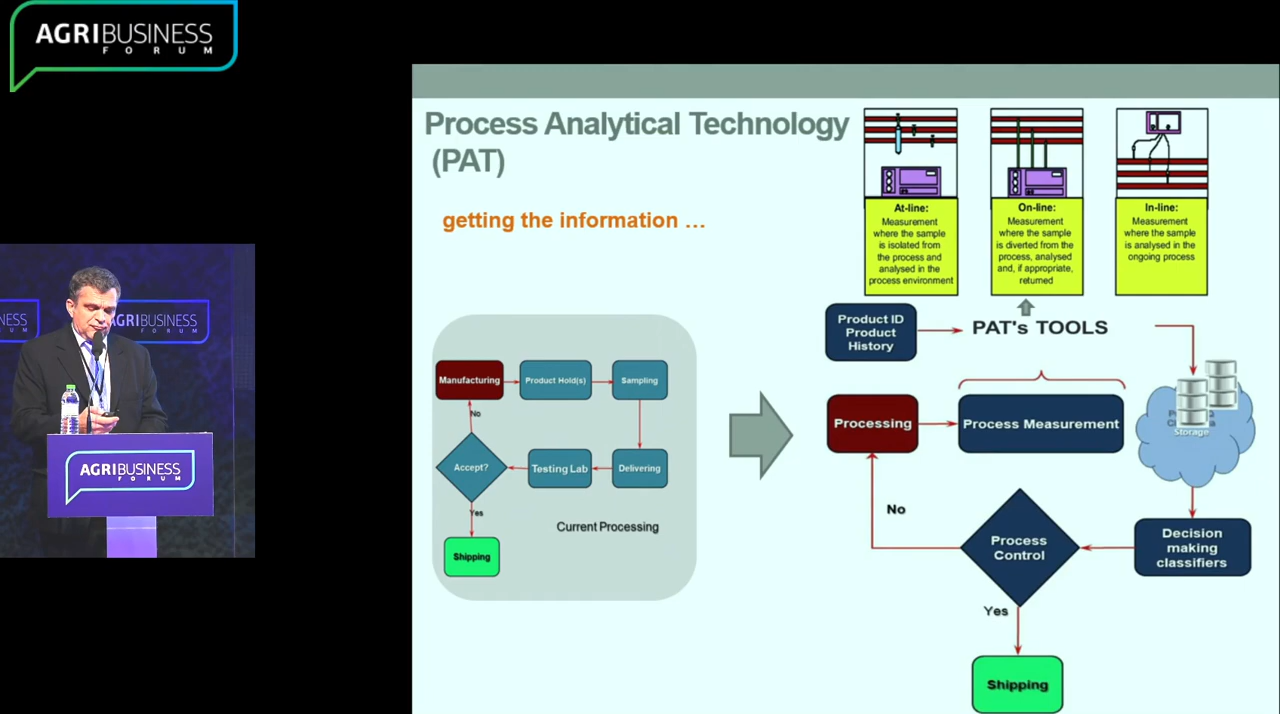 AGRIBUSINESS
FORUM
Process Analytical Technology
(PAT)
getting the information …
At-line:
Measurement
where the sample
is isolated from
the process and
analysed in the
process environment
On-line:
Measurement
where the sample
is diverted from the
process, analysed
and, if appropriate,
returned
In-line:
Measurement
where the sample
is analysed in the
ongoing process
Product ID
Product
History
PAT's TOOLS
Manufacturing
Product Hold(s)
Sampling
No
Accept?
Testing Lab
Delivering
Yes
Current Processing
Shipping
Processing
Process Measurement
Storage
No
Process
Control
Decision
making
classifiers
Yes
Shipping
NESS
RUM
AGRIBUSINESS
FORUM
AGRIBUSINESS
FORUM